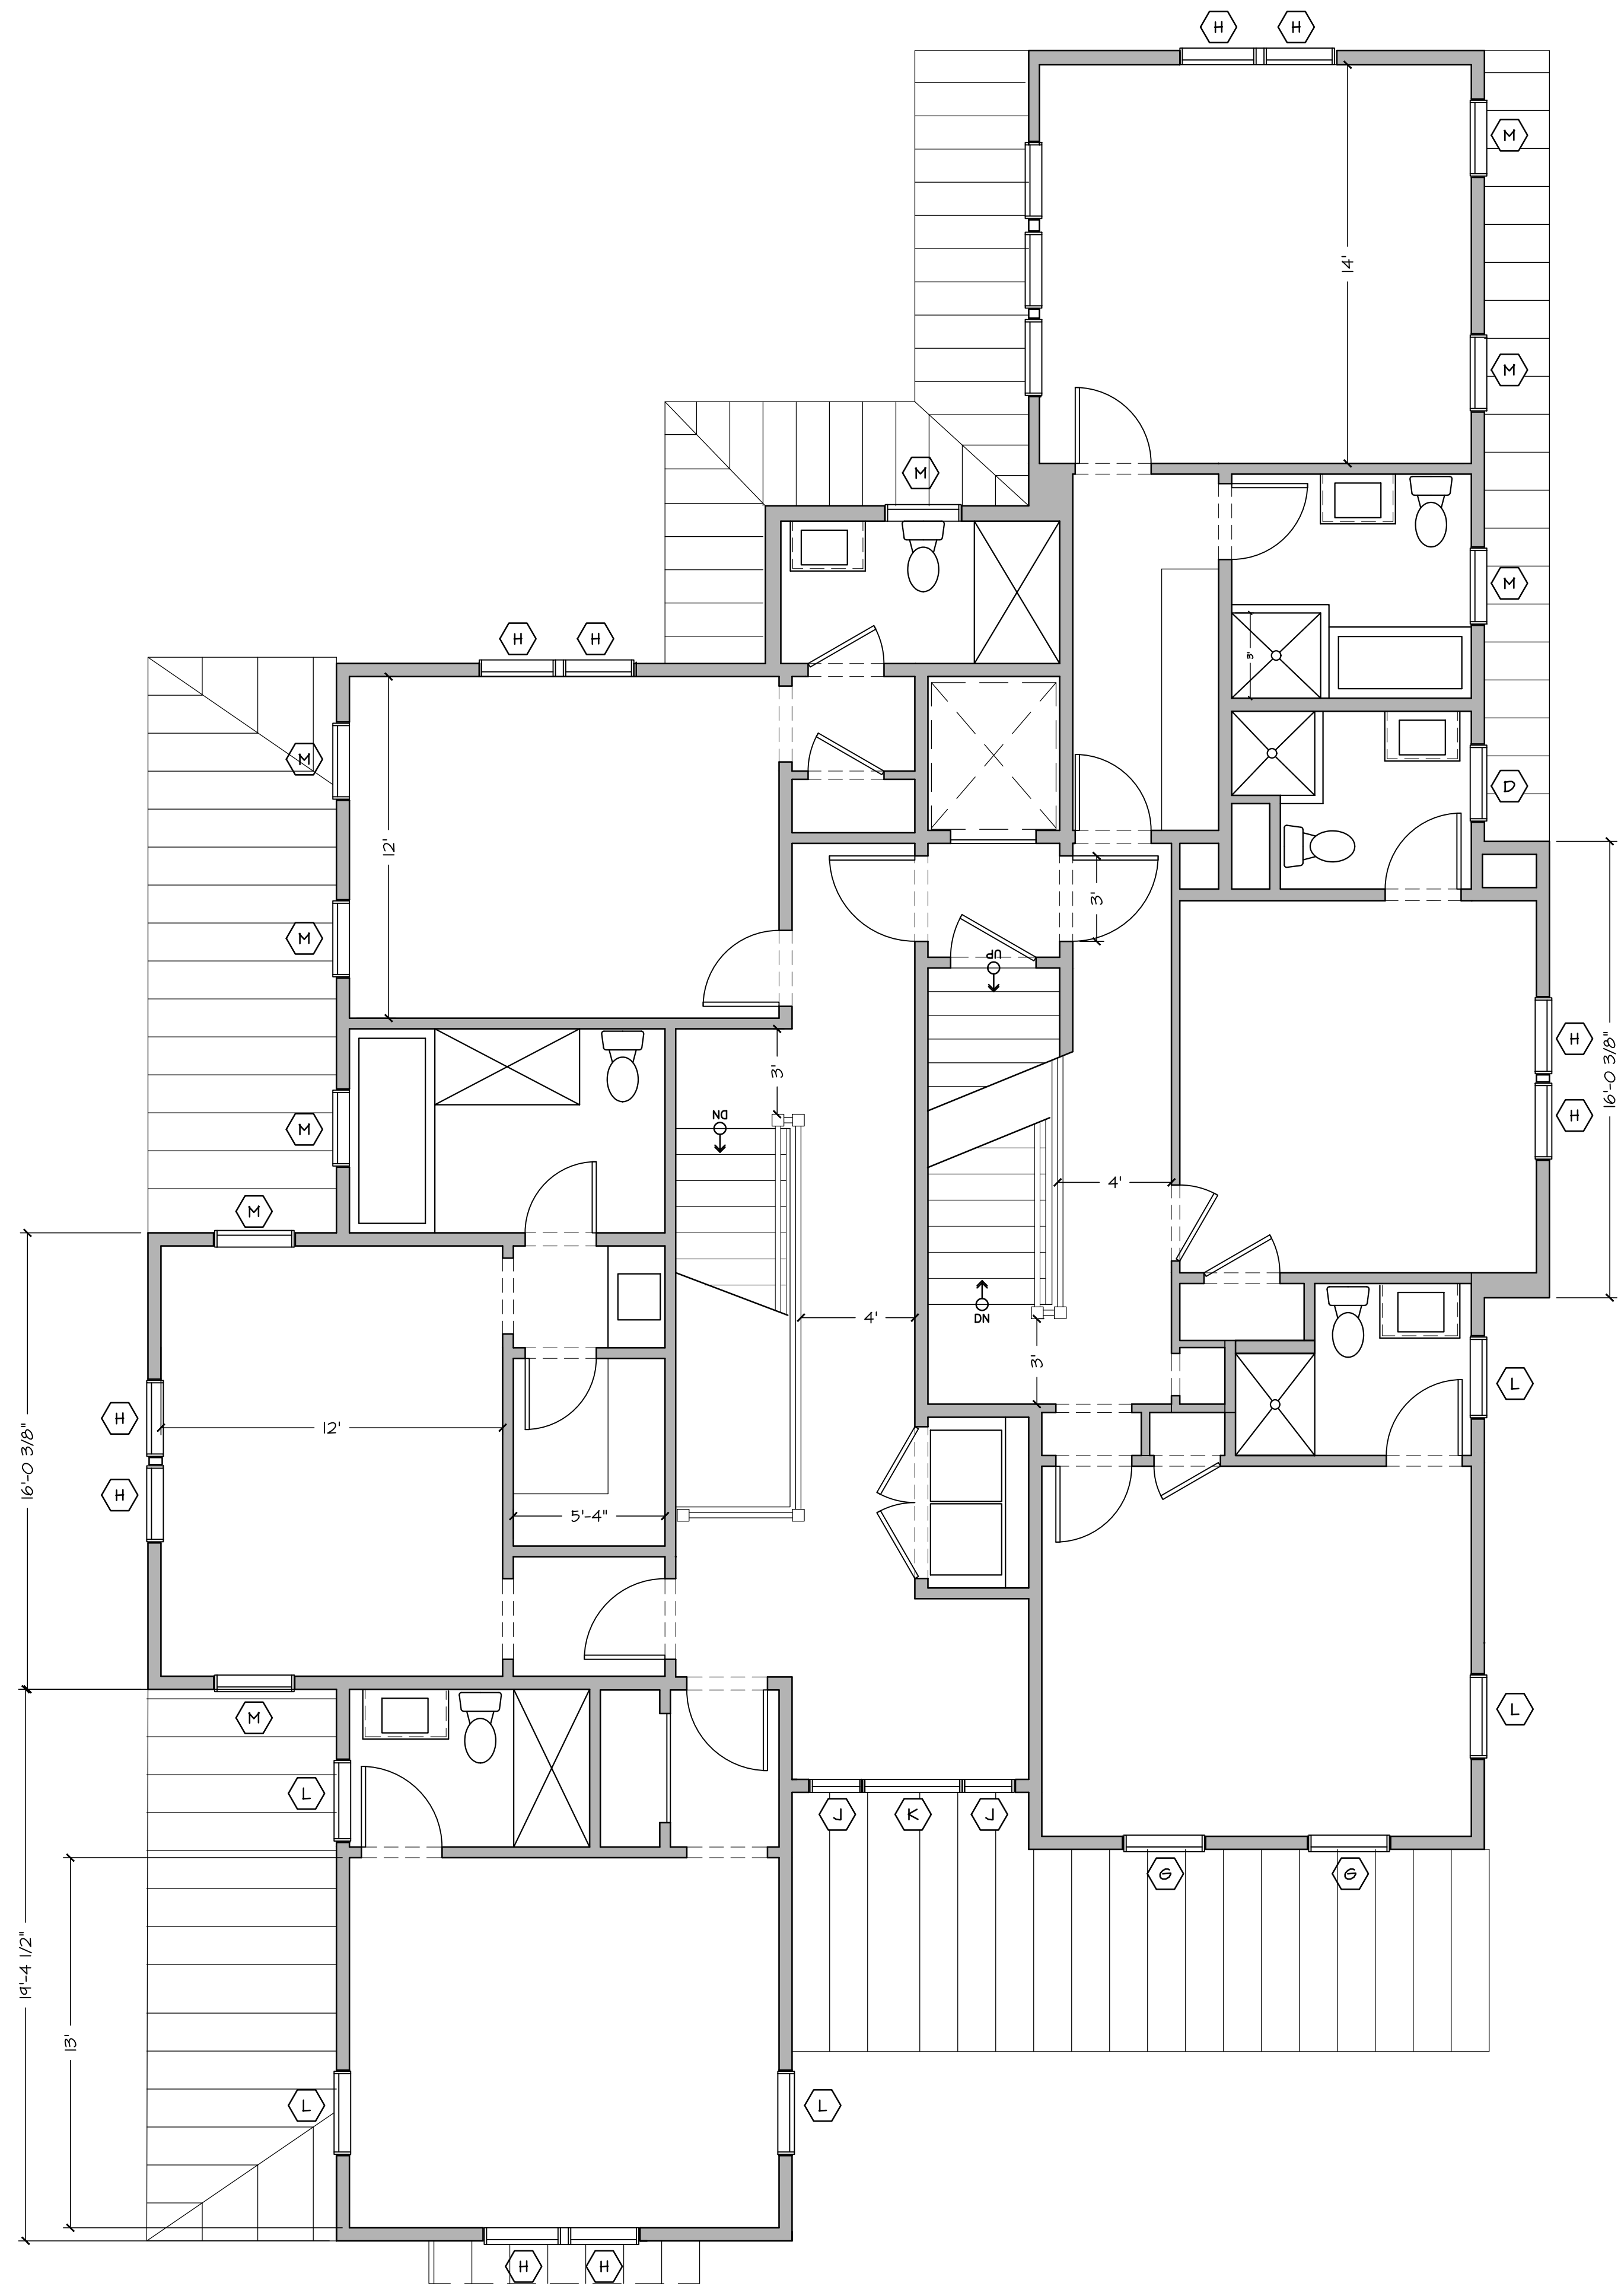 H H
M
14'
M
M
M
H H
3'
M
D
12'
3'
M
UP
H
16'-0 3/8"
3'
H
DN
M
4'
M
DN
4'
3'
L
H
12'
16'-0 3/8"
H
5'-4"
L
M
L
J K J
G G
19'-4 1/2"
13'
L
L
H H